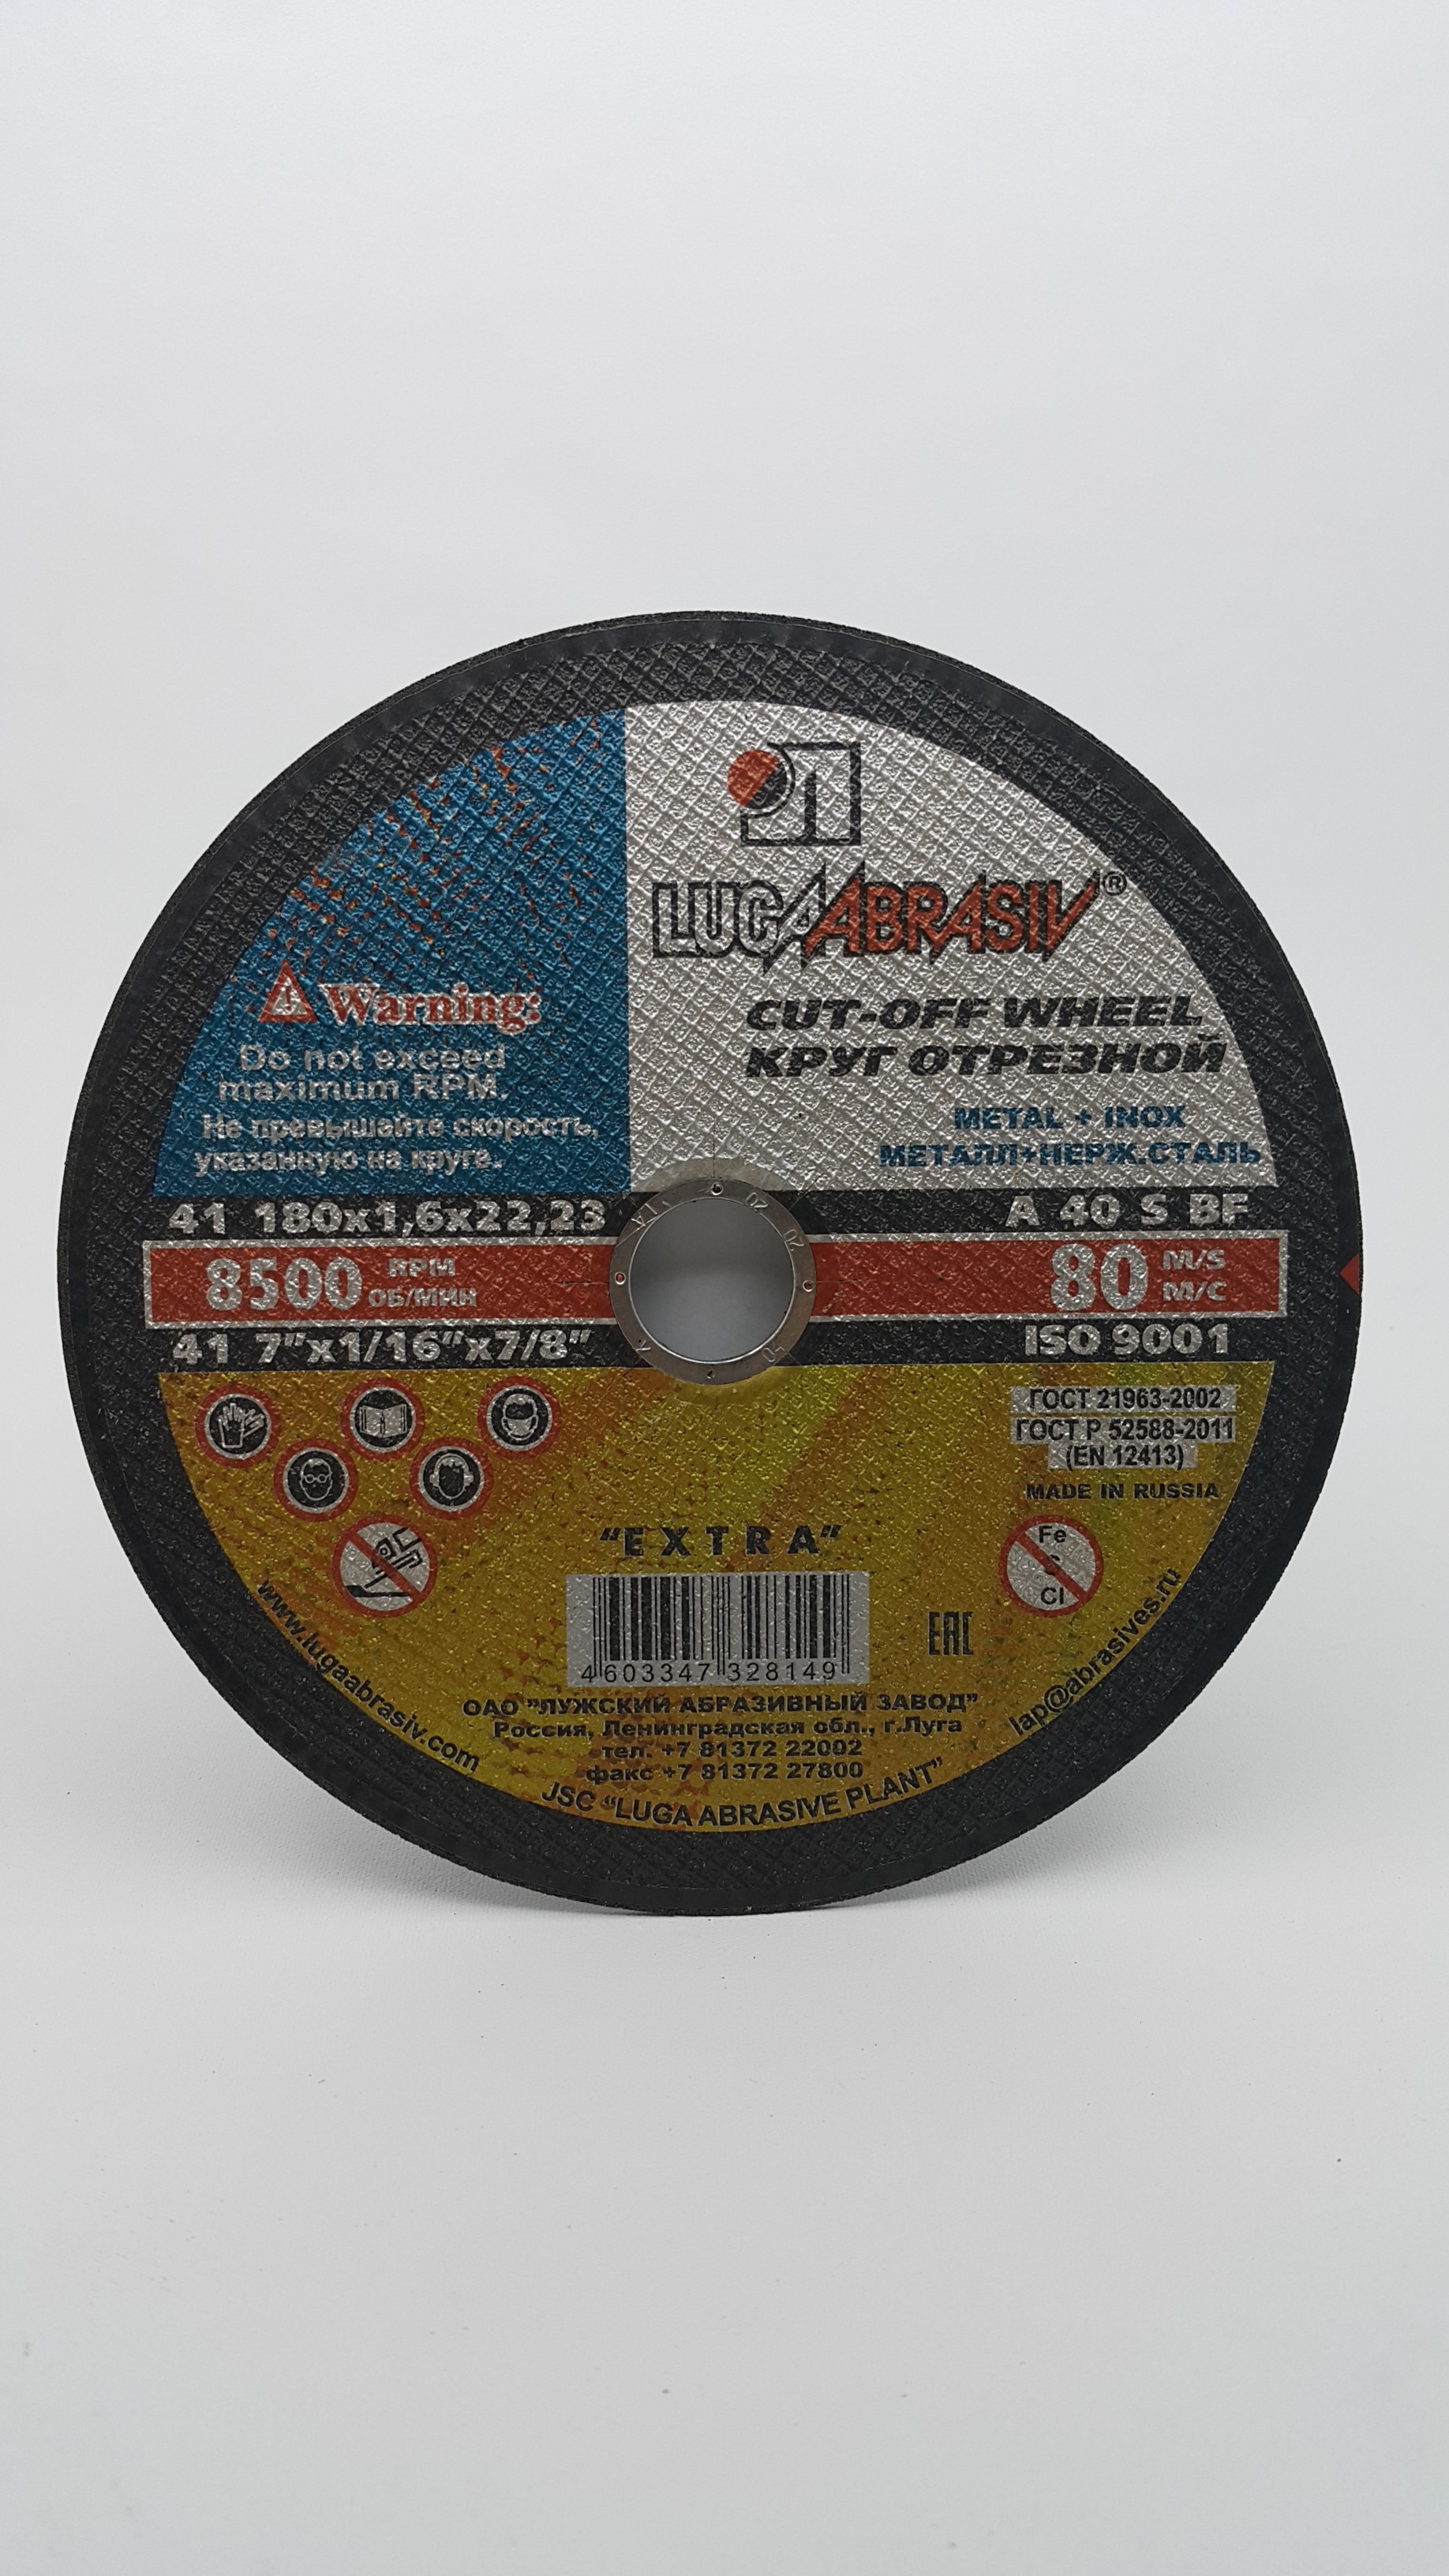 LUGAABRASIV®
CUT-OFF WHEEL
КРУГ ОТРЕЗНОЙ
METAL + INOX
МЕТАЛЛ+НЕРЖ.СТАЛЬ
Warning:
Do not exceed
maximum RPM.
Не превышайте скорость,
указанную на круге.
41 180x1,6x22,23
A 40 S BF
8500 RPM
ОБ/МИН
80 M/S
М/С
41 7"x1/16"x7/8"
ISO 9001
ГОСТ 21963-2002
ГОСТ Р 52588-2011
(EN 12413)
MADE IN RUSSIA
"EXTRA"
Fe
Cl
4 603347 328149
EAC
ОАО "ЛУЖСКИЙ АБРАЗИВНЫЙ ЗАВОД"
Россия, Ленинградская обл., г.Луга
тел. +7 81372 22002
факс +7 81372 27800
JSC "LUGA ABRASIVE PLANT"
www.lugaabrasiv.com
lap@abrasives.ru